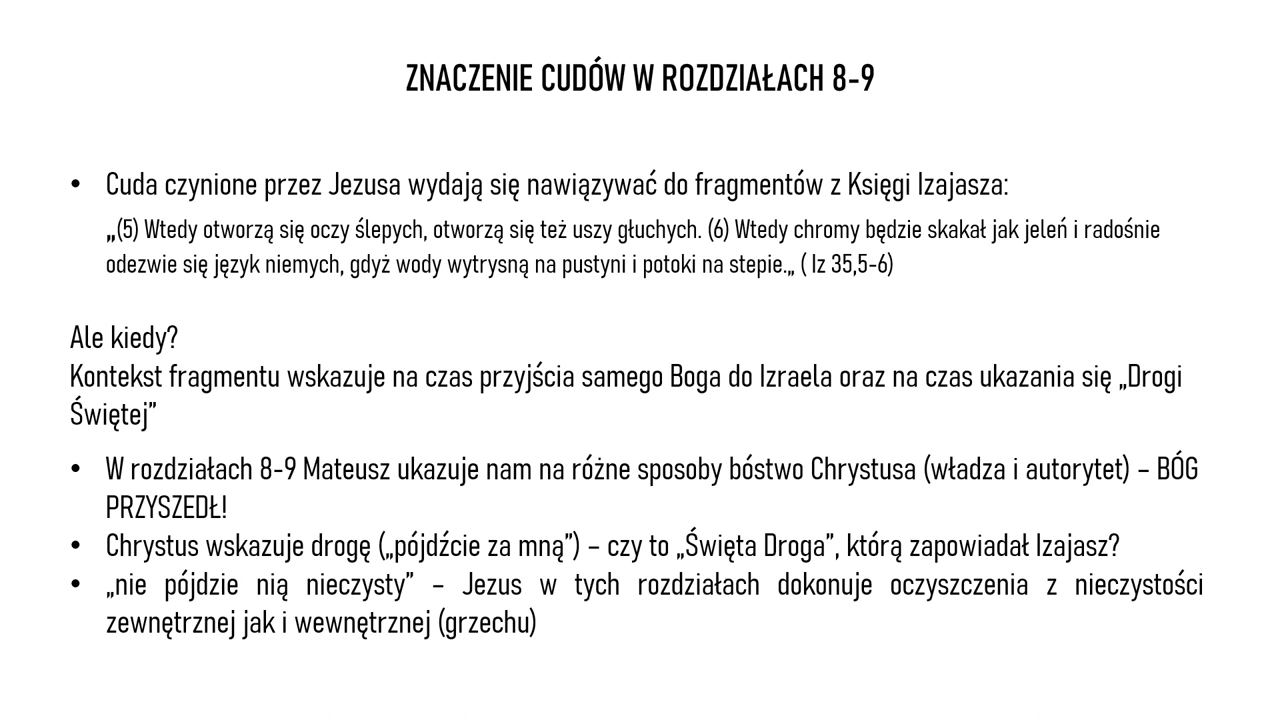 ZNACZENIE CUDÓW W ROZDZIAŁACH 8-9
• Cuda czynione przez Jezusa wydają się nawiązywać do fragmentów z Księgi Izajasza:
„(5) Wtedy otworzą się oczy ślepych, otworzą się też uszy głuchych. (6) Wtedy chromy będzie skakał jak jeleń i radośnie
odezwie się język niemych, gdyż wody wytrysną na pustyni i potoki na stepie.„ ( Iz 35,5-6)
Ale kiedy?
Kontekst fragmentu wskazuje na czas przyjścia samego Boga do Izraela oraz na czas ukazania się „Drogi
Świętej”
• W rozdziałach 8-9 Mateusz ukazuje nam na różne sposoby bóstwo Chrystusa (władza i autorytet) – BÓG
PRZYSZEDŁ!
• Chrystus wskazuje drogę („pójdźcie za mną”) – czy to „Święta Droga”, którą zapowiadał Izajasz?
• „nie pójdzie nią nieczysty” – Jezus w tych rozdziałach dokonuje oczyszczenia z nieczystości
zewnętrznej jak i wewnętrznej (grzechu)